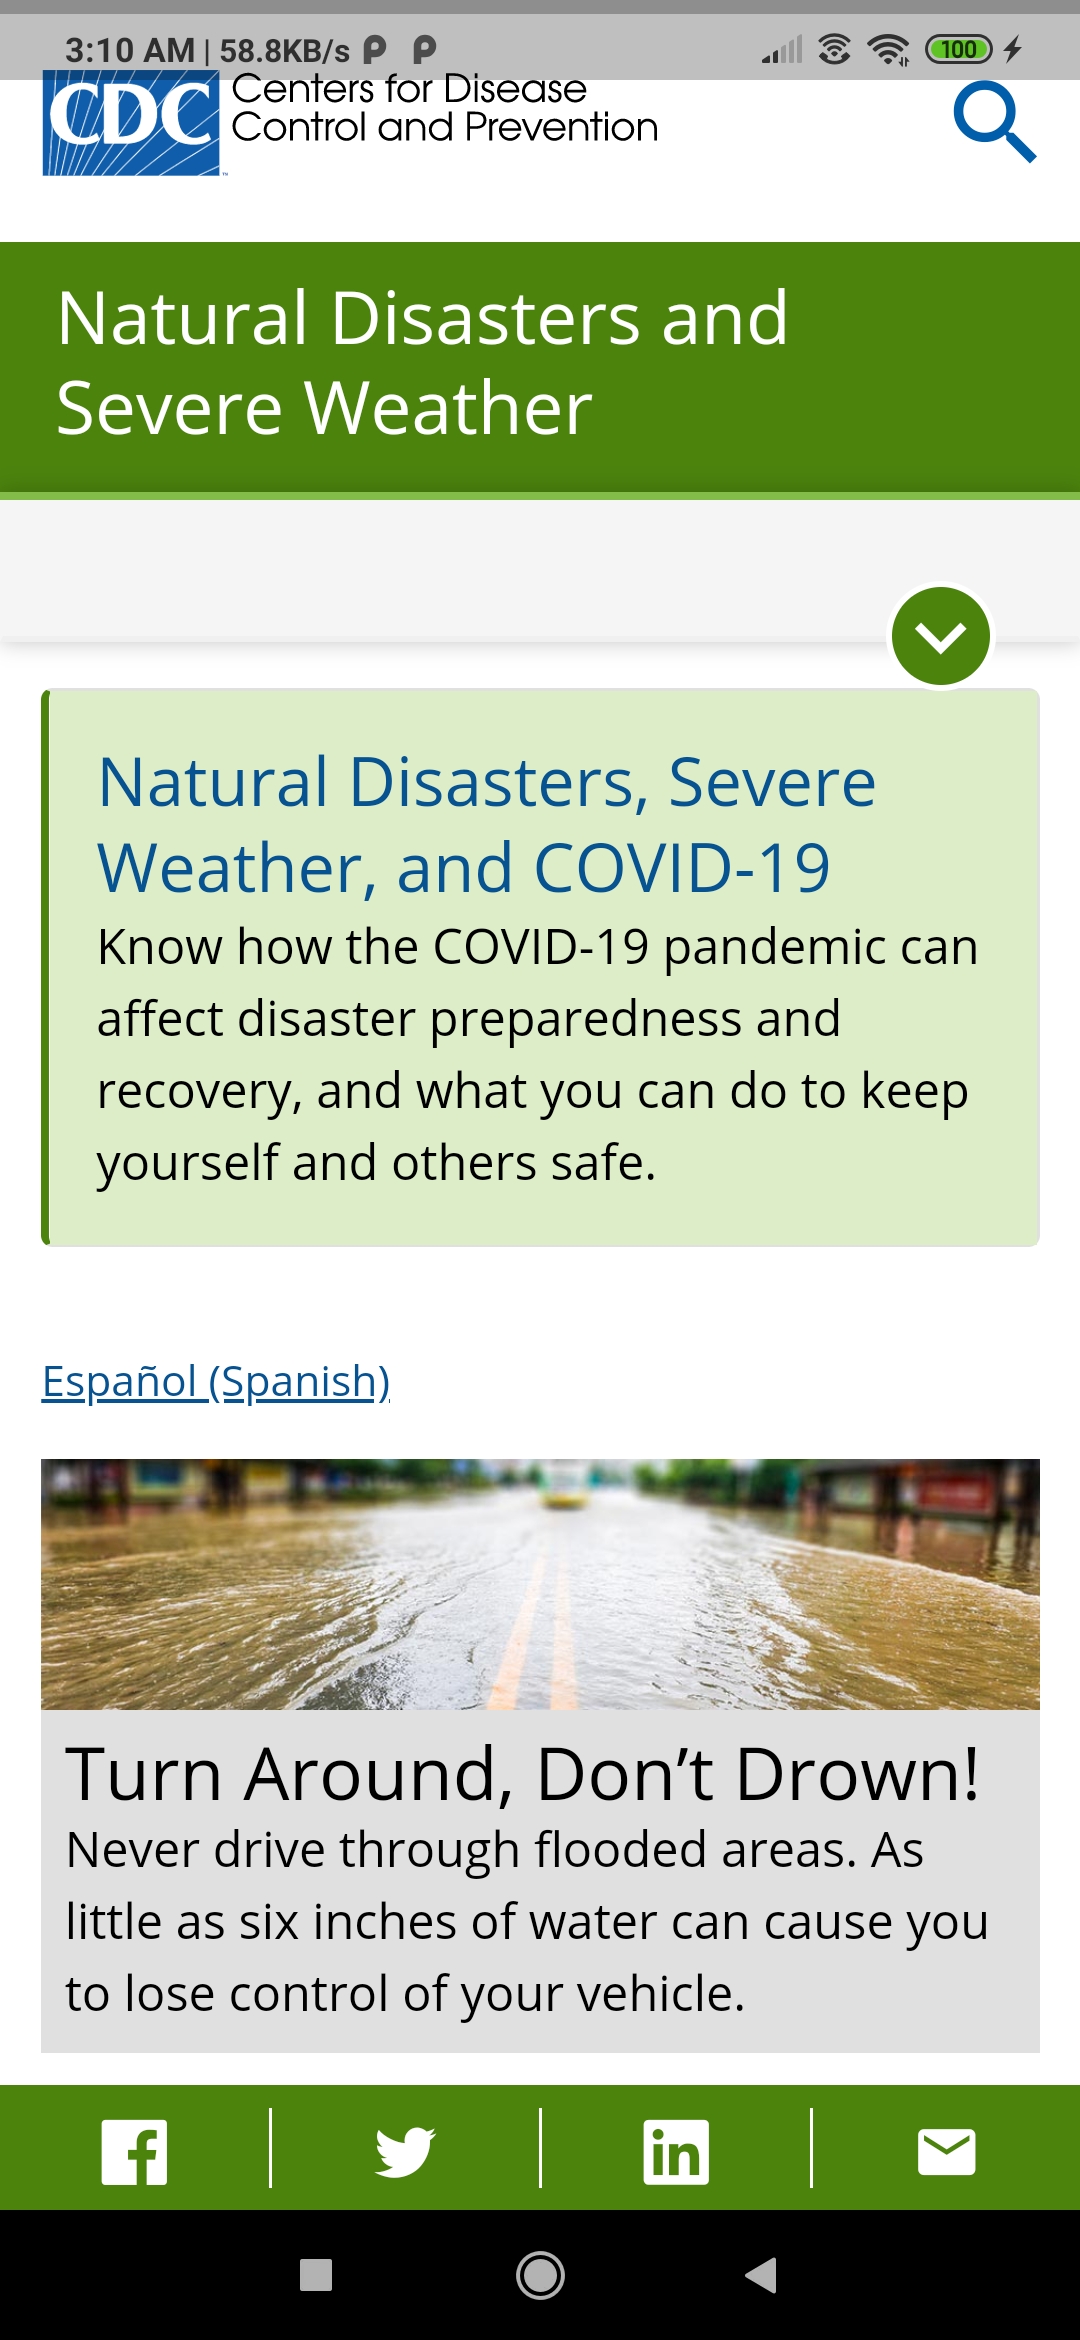 3:10 AM | 58.8KB/s
100
CDC Centers for Disease
Control and Prevention
Natural Disasters and
Severe Weather
Natural Disasters, Severe
Weather, and COVID-19
Know how the COVID-19 pandemic can
affect disaster preparedness and
recovery, and what you can do to keep
yourself and others safe.
Español (Spanish)
Turn Around, Don’t Drown!
Never drive through flooded areas. As
little as six inches of water can cause you
to lose control of your vehicle.